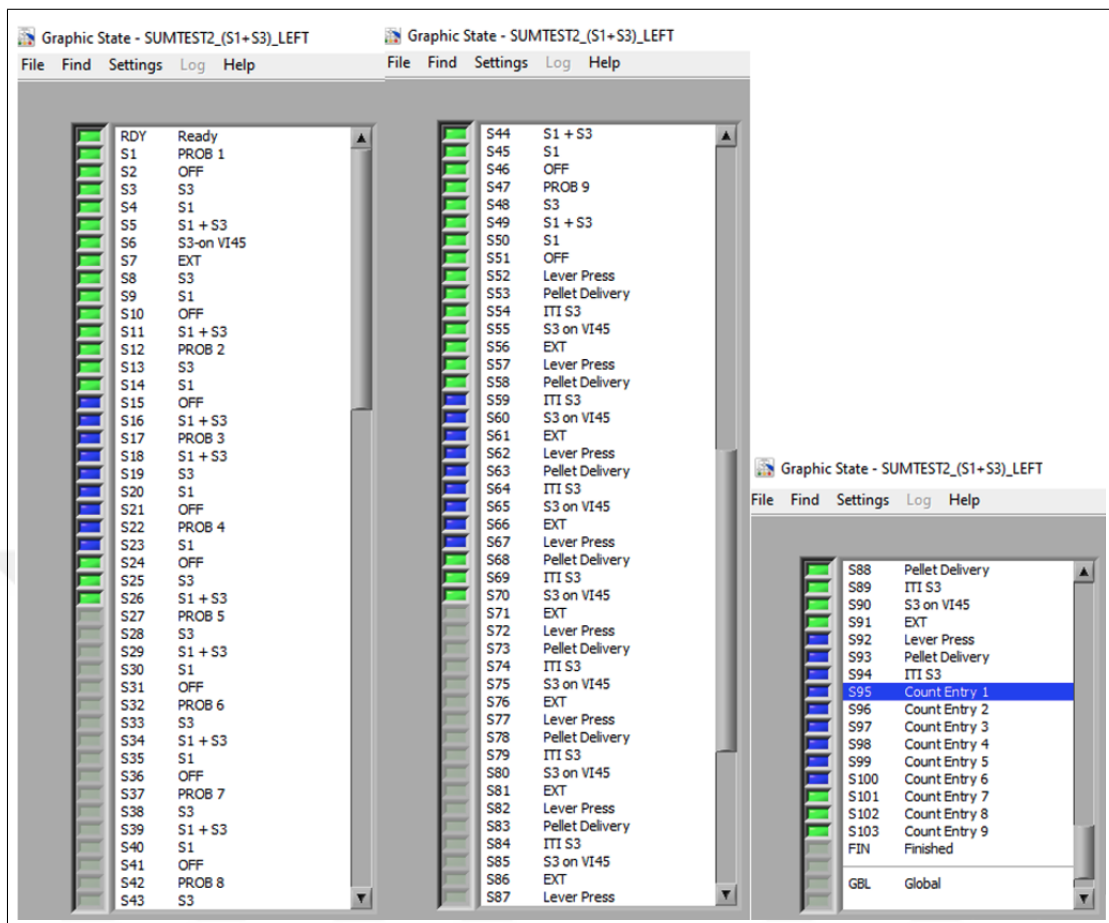 Graphic State - SUMTEST2_(S1+S3)_LEFT
File Find Settings Log Help
RDY Ready
S1 PROB 1
S2 OFF
S3 S3
S4 S1
S5 S1 + S3
S6 S3-on VI45
S7 EXT
S8 S3
S9 S1
S10 OFF
S11 S1 + S3
S12 PROB 2
S13 S3
S14 S1
S15 OFF
S16 S1 + S3
S17 PROB 3
S18 S1 + S3
S19 S3
S20 S1
S21 OFF
S22 PROB 4
S23 S1
S24 OFF
S25 S3
S26 S1 + S3
S27 PROB 5
S28 S3
S29 S1 + S3
S30 S1
S31 OFF
S32 PROB 6
S33 S3
S34 S1 + S3
S35 S1
S36 OFF
S37 PROB 7
S38 S3
S39 S1 + S3
S40 S1
S41 OFF
S42 PROB 8
S43 S3
Graphic State - SUMTEST2_(S1+S3)_LEFT
File Find Settings Log Help
S44 S1 + S3
S45 S1
S46 OFF
S47 PROB 9
S48 S3
S49 S1 + S3
S50 S1
S51 OFF
S52 Lever Press
S53 Pellet Delivery
S54 ITI S3
S55 S3 on VI45
S56 EXT
S57 Lever Press
S58 Pellet Delivery
S59 ITI S3
S60 S3 on VI45
S61 EXT
S62 Lever Press
S63 Pellet Delivery
S64 ITI S3
S65 S3 on VI45
S66 EXT
S67 Lever Press
S68 Pellet Delivery
S69 ITI S3
S70 S3 on VI45
S71 EXT
S72 Lever Press
S73 Pellet Delivery
S74 ITI S3
S75 S3 on VI45
S76 EXT
S77 Lever Press
S78 Pellet Delivery
S79 ITI S3
S80 S3 on VI45
S81 EXT
S82 Lever Press
S83 Pellet Delivery
S84 ITI S3
S85 S3 on VI45
S86 EXT
S87 Lever Press
Graphic State - SUMTEST2_(S1+S3)_LEFT
File Find Settings Log Help
S88 Pellet Delivery
S89 ITI S3
S90 S3 on VI45
S91 EXT
S92 Lever Press
S93 Pellet Delivery
S94 ITI S3
S95 Count Entry 1
S96 Count Entry 2
S97 Count Entry 3
S98 Count Entry 4
S99 Count Entry 5
S100 Count Entry 6
S101 Count Entry 7
S102 Count Entry 8
S103 Count Entry 9
FIN Finished
GBL Global